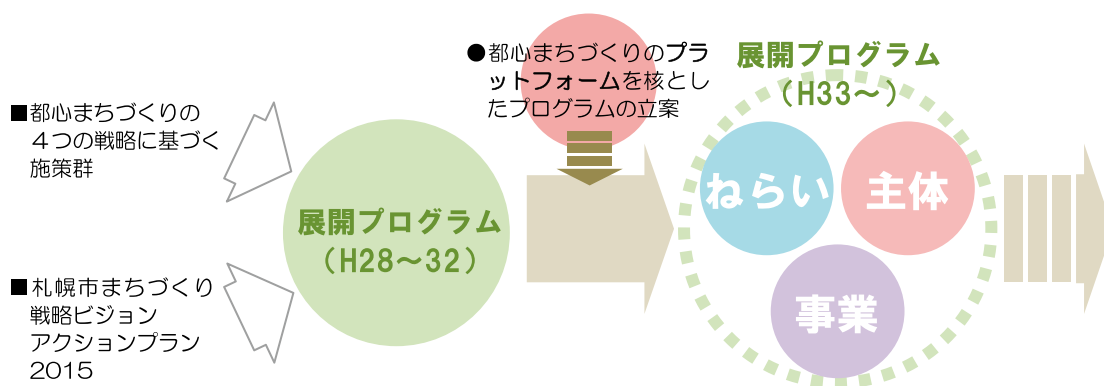 ■都心まちづくりの
４つの戦略に基づく
施策群
■札幌市まちづくり
戦略ビジョン
アクションプラン
2015
展開プログラム
（H28～32）
●都心まちづくりのプラ
ットフォームを核とし
たプログラムの立案
展開プログラム
（H33～）
ねらい
主体
事業